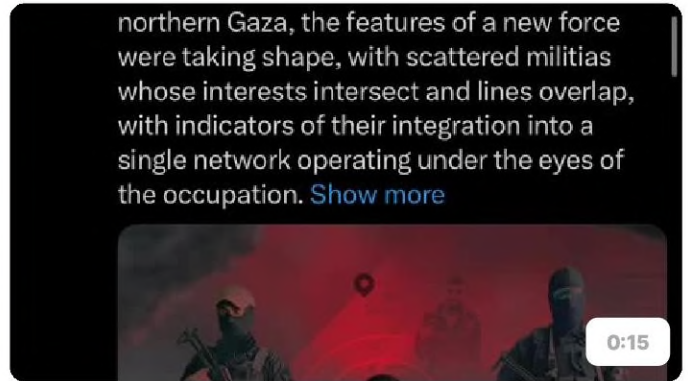 northern Gaza, the features of a new force
were taking shape, with scattered militias
whose interests intersect and lines overlap,
with indicators of their integration into a
single network operating under the eyes of
the occupation. Show more
0:15